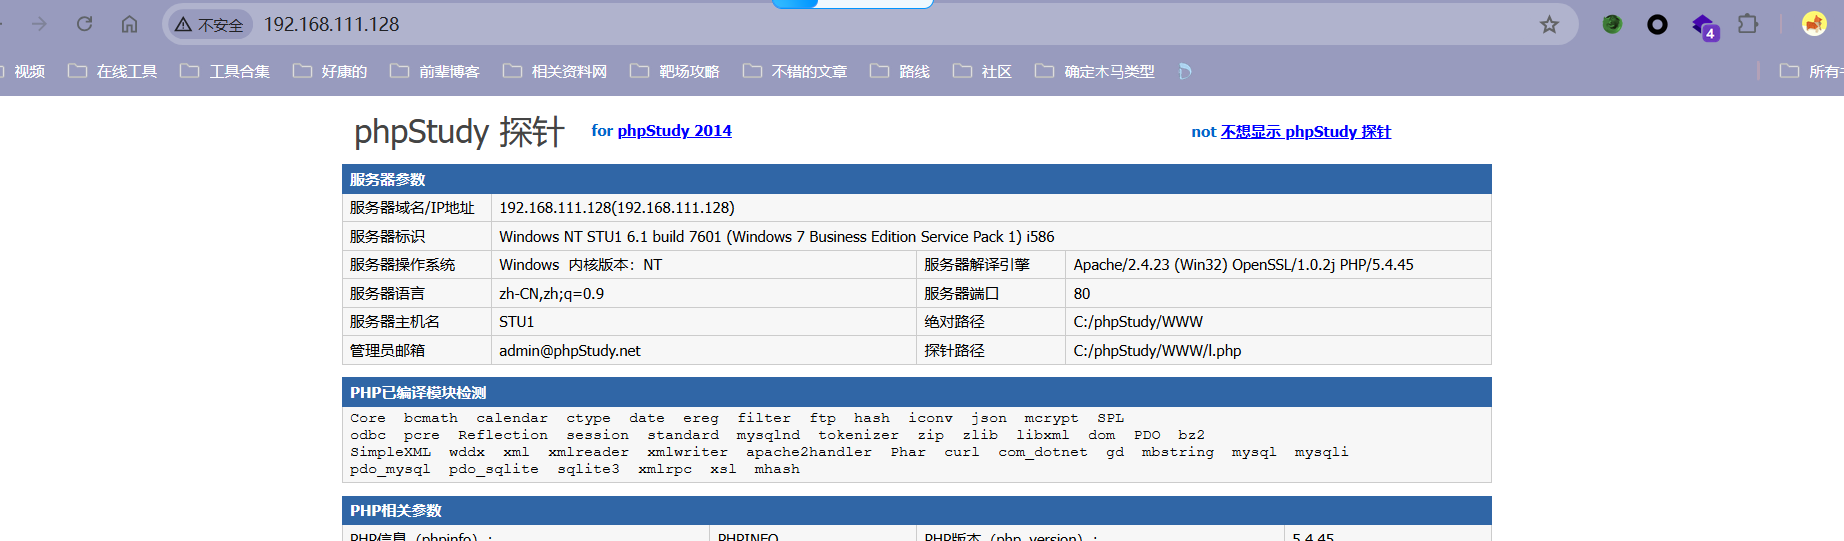 不安全 192.168.111.128
4
视频 在线工具 工具合集 好康的 前辈博客 相关资料网 靶场攻略 不错的文章 路线 社区 确定木马类型 所有
phpStudy 探针 for phpStudy 2014 not 不想显示 phpStudy 探针
服务器参数
服务器域名/IP地址 192.168.111.128(192.168.111.128)
服务器标识 Windows NT STU1 6.1 build 7601 (Windows 7 Business Edition Service Pack 1) i586
服务器操作系统 Windows 内核版本：NT 服务器解译引擎 Apache/2.4.23 (Win32) OpenSSL/1.0.2j PHP/5.4.45
服务器语言 zh-CN,zh;q=0.9 服务器端口 80
服务器主机名 STU1 绝对路径 C:/phpStudy/WWW
管理员邮箱 admin@phpStudy.net 探针路径 C:/phpStudy/WWW/l.php
PHP已编译模块检测
Core bcmath calendar ctype date ereg filter ftp hash iconv json mcrypt SPL
odbc pcre Reflection session standard mysqlnd tokenizer zip zlib libxml dom PDO bz2
SimpleXML wddx xml xmlreader xmlwriter apache2handler Phar curl com_dotnet gd mbstring mysql mysqli
pdo_mysql pdo_sqlite sqlite3 xmlrpc xsl mhash
PHP相关参数
PHP信息（phpinfo）： PHPINFO PHP版本（php_version）： 5.4.45